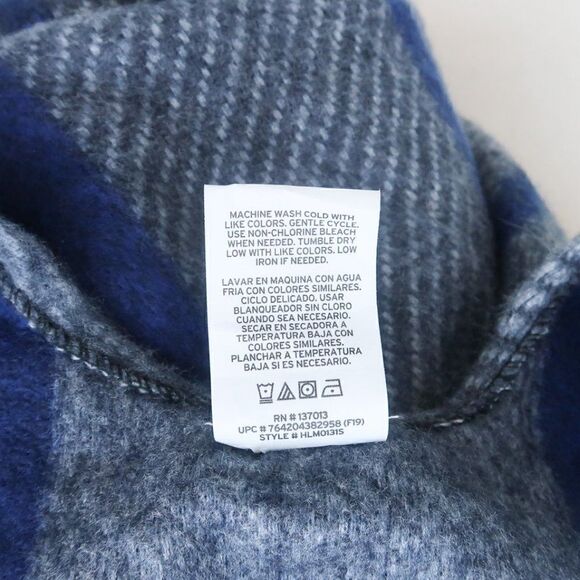 MACHINE WASH COLD WITH
LIKE COLORS. GENTLE CYCLE.
USE NON-CHLORINE BLEACH
WHEN NEEDED. TUMBLE DRY
LOW WITH LIKE COLORS. LOW
IRON IF NEEDED.
LAVAR EN MAQUINA CON AGUA
FRIA CON COLORES SIMILARES.
CICLO DELICADO. USAR
BLANQUEADOR SIN CLORO
CUANDO SEA NECESARIO.
SECAR EN SECADORA A
TEMPERATURA BAJA CON
COLORES SIMILARES.
PLANCHAR A TEMPERATURA
BAJA SI ES NECESARIO.
RN # 137013
UPC # 764204382958 (F19)
STYLE # HLM0131S